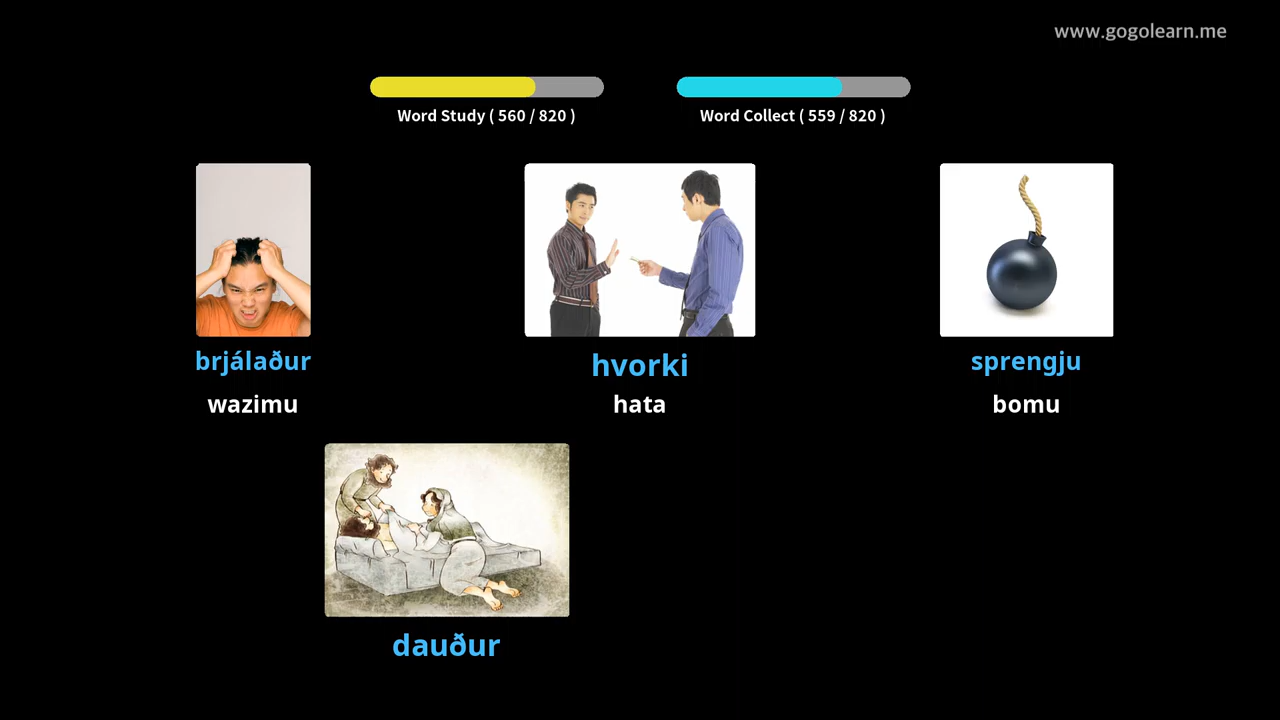 www.gogolearn.me
Word Study ( 560 / 820 )
Word Collect ( 559 / 820 )
brjálaður
hvorki
sprengju
wazimu
hata
bomu
dauður